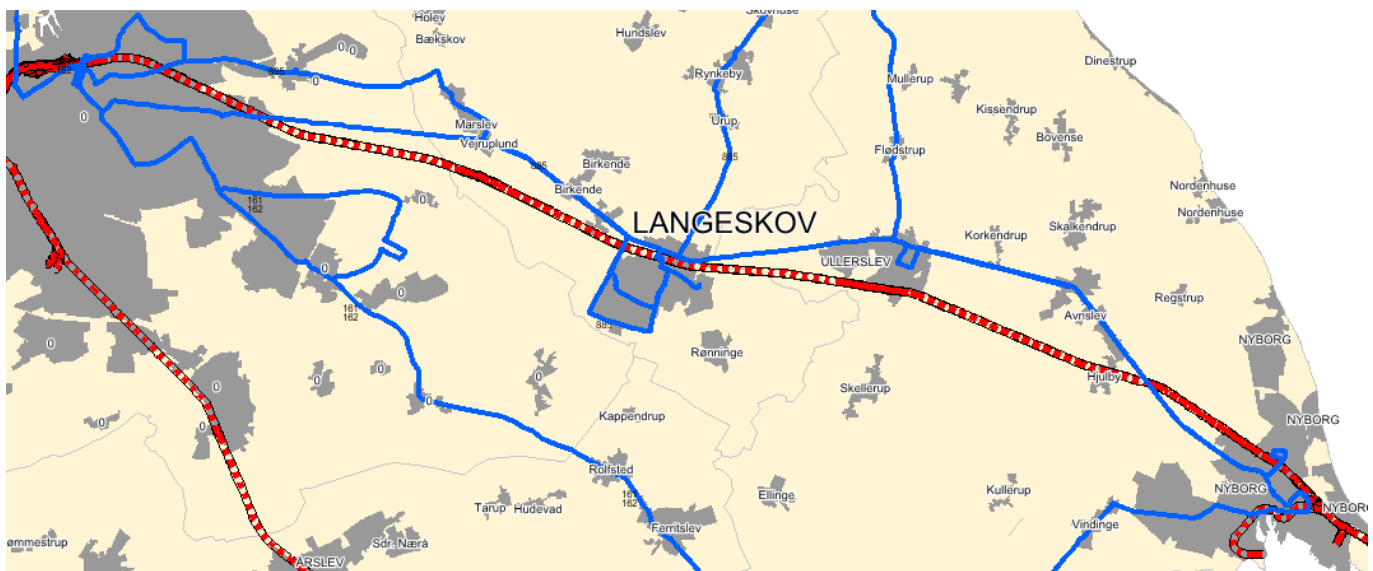 Holev
Skovhuse
Hundslev
Bækskov
0
0
Dinestrup
162
885
0
Rynkeby
Mullerup
Kissendrup
0
Urup
Bovense
Marslev
Vejruplund
Flødstrup
885
885
Birkende
Birkende
Nordenhuse
Nordenhuse
161
162
0
LANGESKOV
Skalkendrup
Korkendrup
ULLERSLEV
0
0
Regstrup
161
162
Avnslev
885
NYBORG
0
Rønninge
0
0
0
0
Skellerup
Hjulby
0
Kappendrup
NYBORG
0
0
Rolfsted
161
162
Ellinge
Kullerup
NYBORG
Tarup
Hudevad
NYBORG
Ferritslev
Vindinge
Sdr. Nærå
ømmestrup
ÅRSLEV